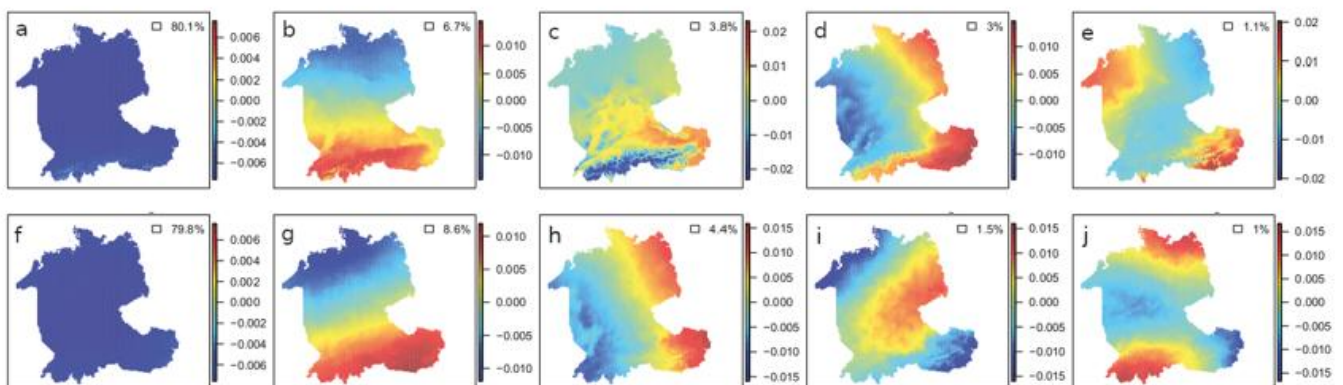 a 80.1% 0.006 0.004 0.002 0.000 −0.002 −0.004 −0.006
b 6.7% 0.010 0.005 0.000 −0.005 −0.010
c 3.8% 0.02 0.01 0.00 −0.01 −0.02
d 3% 0.010 0.005 0.000 −0.005 −0.010
e 1.1% 0.02 0.01 0.00 −0.01 −0.02
f 79.8% 0.006 0.004 0.002 0.000 −0.002 −0.004 −0.006
g 8.6% 0.010 0.005 0.000 −0.005 −0.010
h 4.4% 0.015 0.010 0.005 0.000 −0.005 −0.010 −0.015
i 1.5% 0.015 0.010 0.005 0.000 −0.005 −0.010 −0.015
j 1% 0.015 0.010 0.005 0.000 −0.005 −0.010 −0.015